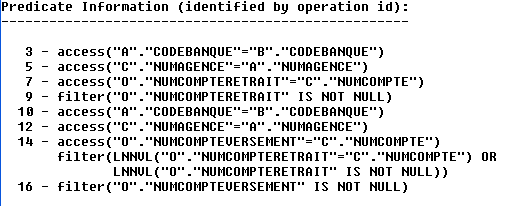 Predicate Information (identified by operation id):
---------------------------------------------------
3 - access("A"."CODEBANQUE"="B"."CODEBANQUE")
5 - access("C"."NUMAGENCE"="A"."NUMAGENCE")
7 - access("O"."NUMCOMPTERETRAIT"="C"."NUMCOMPTE")
9 - filter("O"."NUMCOMPTERETRAIT" IS NOT NULL)
10 - access("A"."CODEBANQUE"="B"."CODEBANQUE")
12 - access("C"."NUMAGENCE"="A"."NUMAGENCE")
14 - access("O"."NUMCOMPTEVERSEMENT"="C"."NUMCOMPTE")
filter(LNNVL("O"."NUMCOMPTERETRAIT"="C"."NUMCOMPTE") OR
LNNVL("O"."NUMCOMPTERETRAIT" IS NOT NULL))
16 - filter("O"."NUMCOMPTEVERSEMENT" IS NOT NULL)